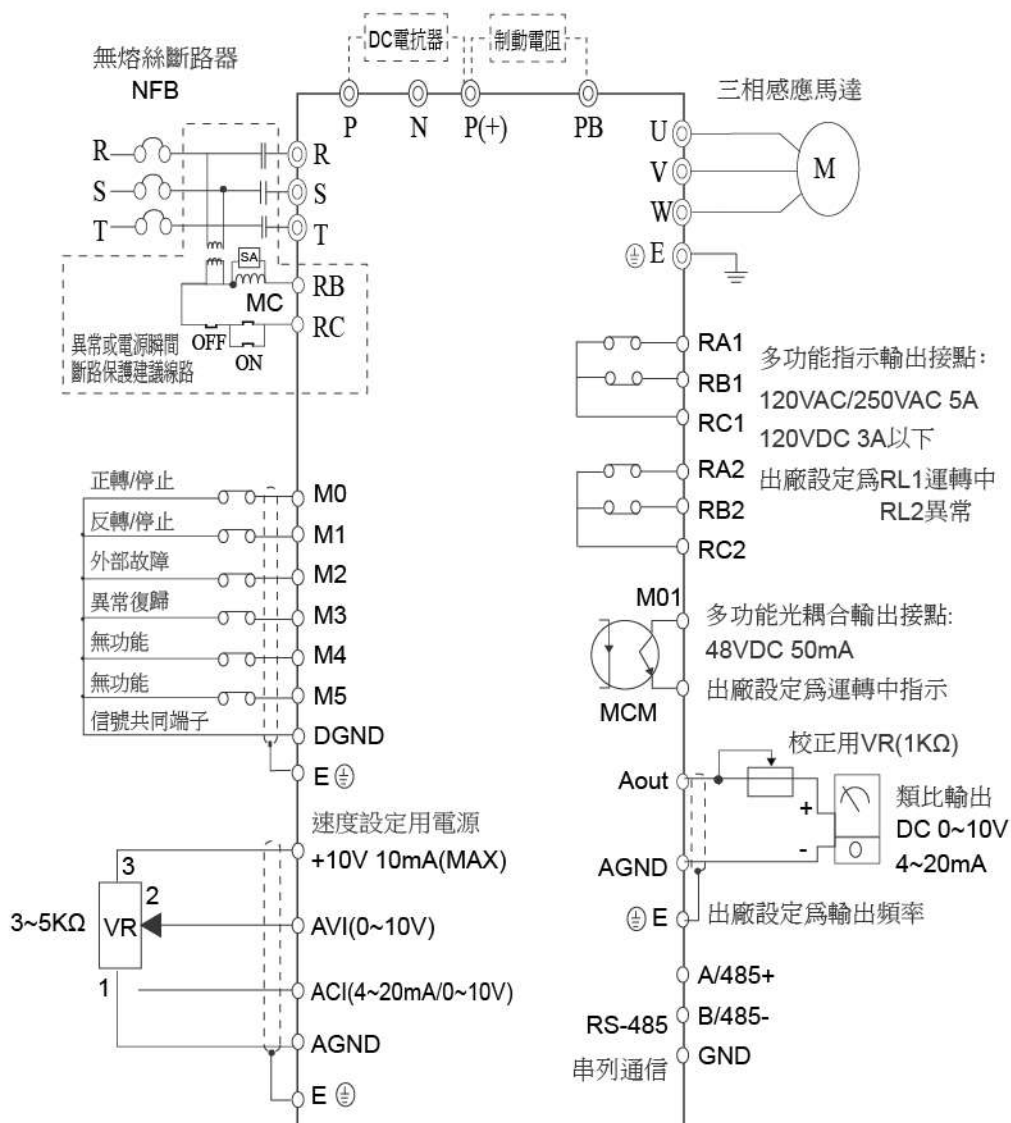 DC電抗器
制動電阻
無熔絲斷路器
NFB
P
N
P(+)
PB
三相感應馬達
R
R
S
S
T
T
U
V
W
E
M
SA
MC
RB
RC
OFF
ON
異常或電源瞬間
斷路保護建議線路
RA1
RB1
RC1
多功能指示輸出接點:
120VAC/250VAC 5A
120VDC 3A以下
RA2
RB2
RC2
出廠設定爲RL1運轉中
RL2異常
正轉/停止
M0
反轉/停止
M1
外部故障
M2
異常復歸
M3
無功能
M4
無功能
M5
信號共同端子
DGND
E
M01
MCM
多功能光耦合輸出接點:
48VDC 50mA
出廠設定爲運轉中指示
校正用VR(1KΩ)
Aout
+
-
AGND
類比輸出
DC 0~10V
4~20mA
E
出廠設定爲輸出頻率
速度設定用電源
+10V 10mA(MAX)
3
2
3~5KΩ
VR
1
AVI(0~10V)
ACI(4~20mA/0~10V)
AGND
E
A/485+
B/485-
GND
RS-485
串列通信